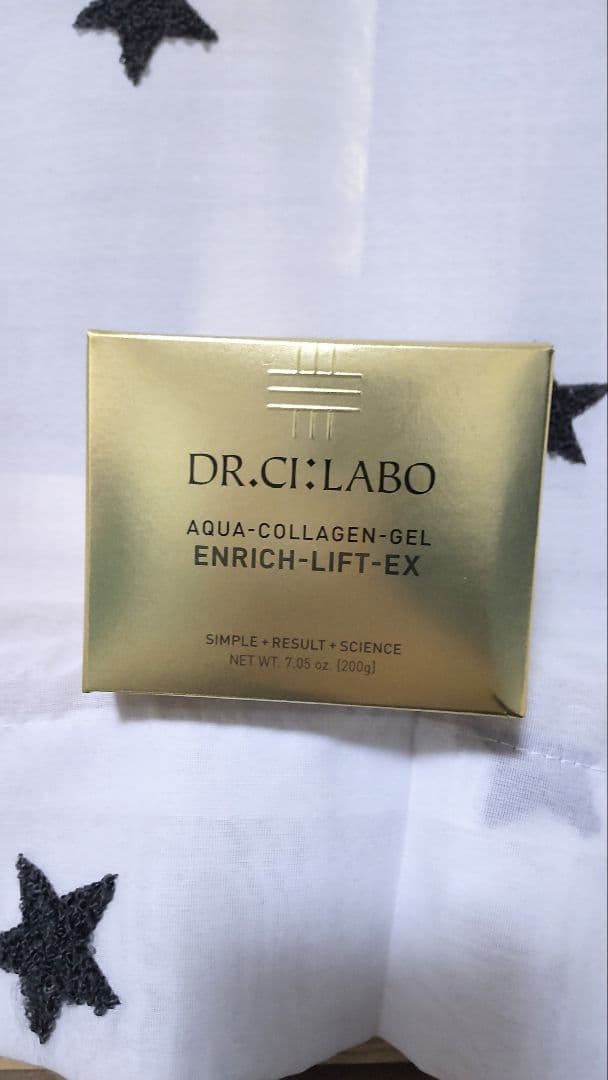 DR.CI:LABO
AQUA-COLLAGEN-GEL
ENRICH-LIFT-EX
SIMPLE + RESULT + SCIENCE
NET WT. 7.05 oz. [200g]